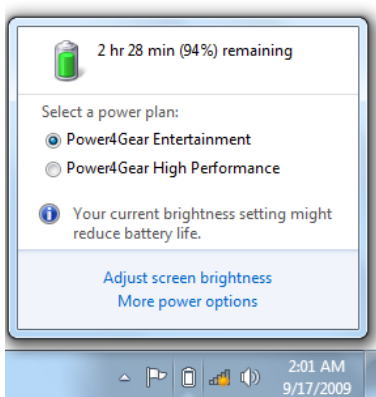 2 hr 28 min (94%) remaining
Select a power plan:
Power4Gear Entertainment
Power4Gear High Performance
Your current brightness setting might
reduce battery life.
Adjust screen brightness
More power options
2:01 AM
9/17/2009